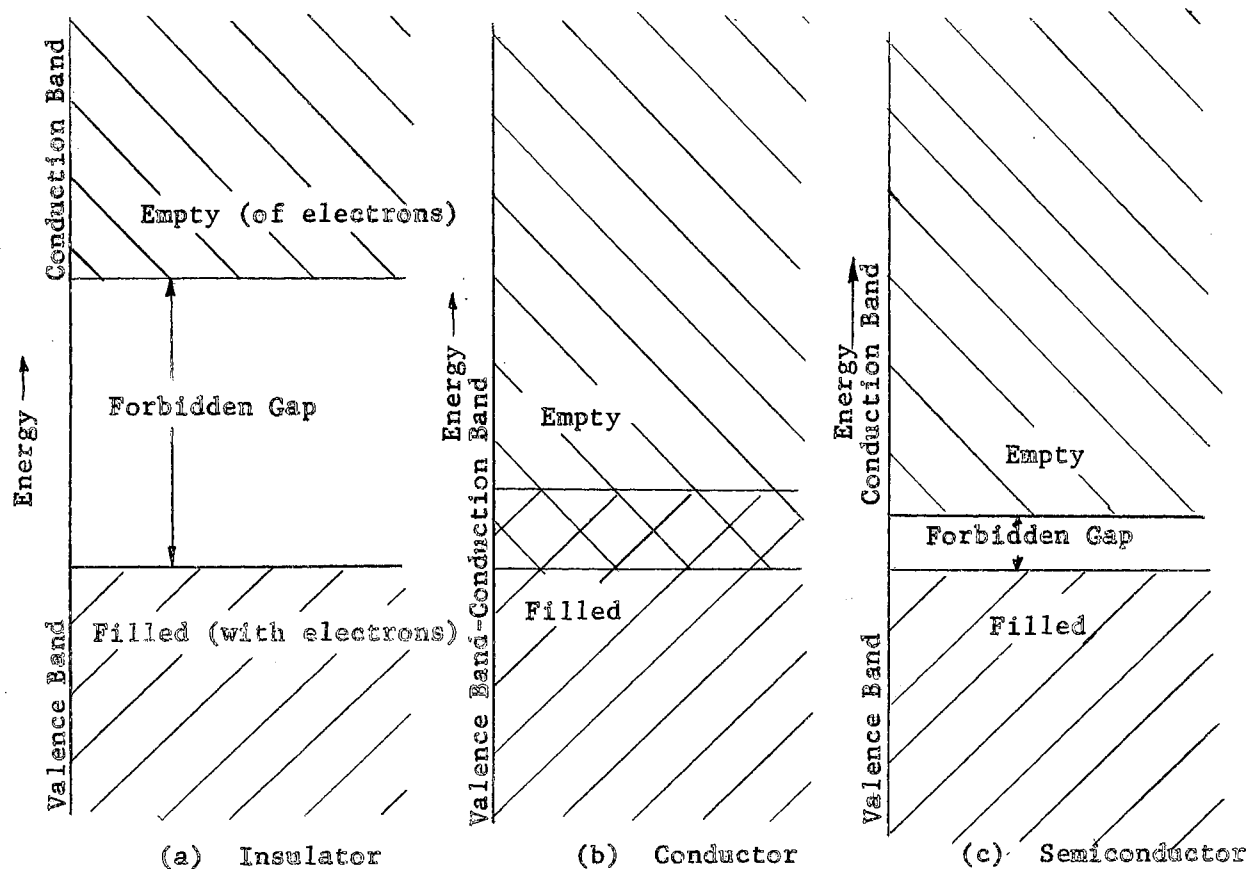 Conduction Band
Empty (of electrons)
Energy
Forbidden Gap
Filled (with electrons)
Valence Band
(a) Insulator
Energy
Valence Band-Conduction Band
Empty
Filled
(b) Conductor
Energy
Conduction Band
Empty
Forbidden Gap
Filled
Valence Band
(c) Semiconductor